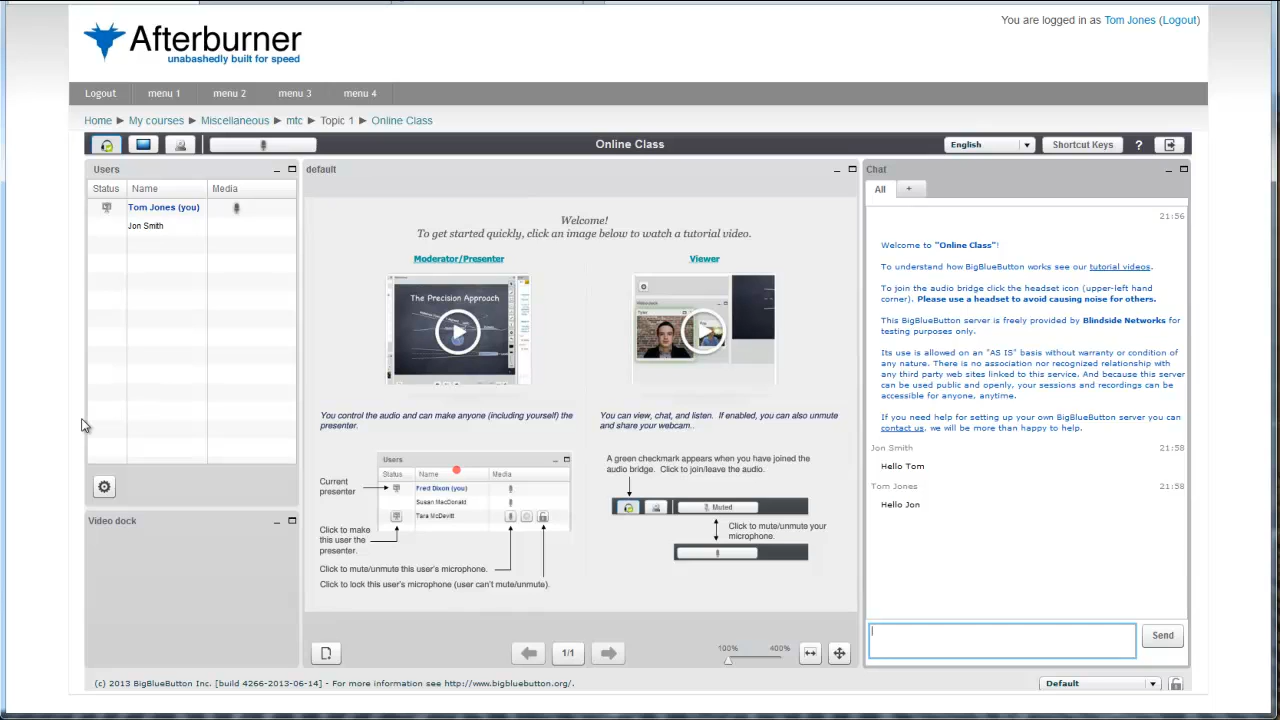 You are logged in as Tom Jones (Logout)
Afterburner
unabashedly built for speed
Logout menu 1 menu 2 menu 3 menu 4
Home ► My courses ► Miscellaneous ► mtc ► Topic 1 ► Online Class
Online Class
English
Shortcut Keys
?
Users
Status Name Media
Tom Jones (you)
Jon Smith
Video dock
default
Welcome!
To get started quickly, click an image below to watch a tutorial video.
Moderator/Presenter
The Precision Approach
You control the audio and can make anyone (including yourself) the
presenter.
Users
Status Name Media
Fred Dixon (you)
Susan MacDonald
Tara McDevitt
Current
presenter
Click to make
this user the
presenter.
Click to mute/unmute this user's microphone.
Click to lock this user's microphone (user can't mute/unmute).
Viewer
You can view, chat, and listen. If enabled, you can also unmute
and share your webcam..
A green checkmark appears when you have joined the
audio bridge. Click to join/leave the audio.
Muted
Click to mute/unmute your
microphone.
1/1
100% 400%
Chat
All +
21:56
Welcome to "Online Class"!
To understand how BigBlueButton works see our tutorial videos.
To join the audio bridge click the headset icon (upper-left hand
corner). Please use a headset to avoid causing noise for others.
This BigBlueButton server is freely provided by Blindside Networks for
testing purposes only.
Its use is allowed on an "AS IS" basis without warranty or condition of
any nature. There is no association nor recognized relationship with
any third party web sites linked to this service. And because this server
can be used public and openly, your sessions and recordings can be
accessible for anyone, anytime.
If you need help for setting up your own BigBlueButton server you can
contact us, we will be more than happy to help.
Jon Smith 21:58
Hello Tom
Tom Jones 21:58
Hello Jon
Send
(c) 2013 BigBlueButton Inc. [build 4266-2013-06-14] - For more information see http://www.bigbluebutton.org/.
Default